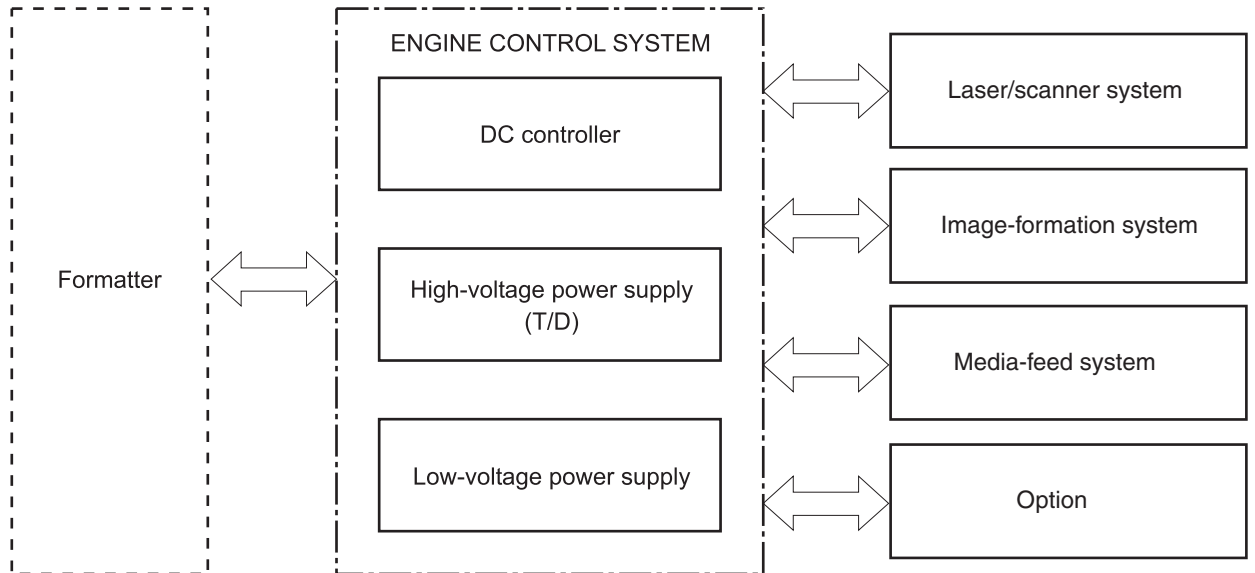 Formatter
ENGINE CONTROL SYSTEM
DC controller
High-voltage power supply
(T/D)
Low-voltage power supply
Laser/scanner system
Image-formation system
Media-feed system
Option